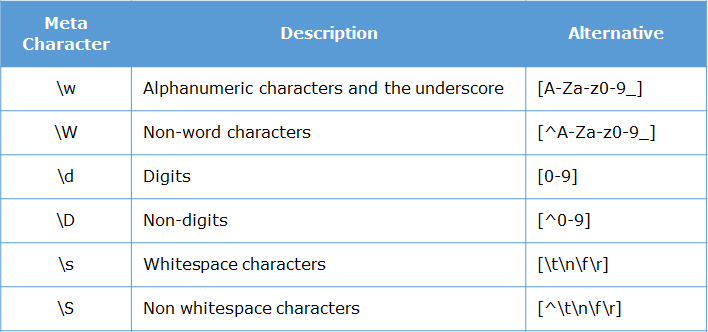 Meta
Character Description Alternative
\w Alphanumeric characters and the underscore [A-Za-z0-9_]
\W Non-word characters [^A-Za-z0-9_]
\d Digits [0-9]
\D Non-digits [^0-9]
\s Whitespace characters [\t\n\f\r]
\S Non whitespace characters [^\t\n\f\r]